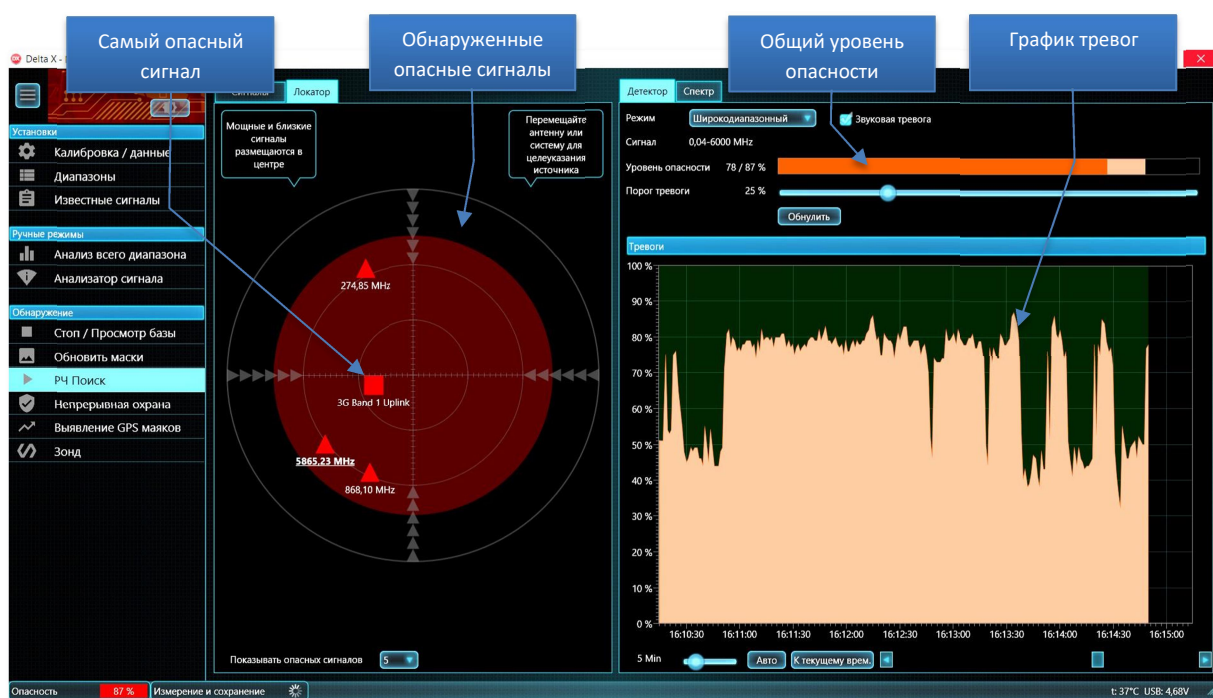 Самый опасный
сигнал
Обнаруженные
опасные сигналы
Общий уровень
опасности
График тревог
Delta X -
Установки
Калибровка / данные
Диапазоны
Известные сигналы
Ручные режимы
Анализ всего диапазона
Анализатор сигнала
Обнаружение
Стоп / Просмотр базы
Обновить маски
РЧ Поиск
Непрерывная охрана
Выявление GPS маяков
Зонд
Сигналы
Локатор
Мощные и близкие
сигналы
размещаются в
центре
Перемещайте
антенну или
систему для
целеуказания
источника
274,85 MHz
3G Band 1 Uplink
5865,23 MHz
868,10 MHz
Показывать опасных сигналов 5
Детектор Спектр
Режим Широкодиапазонный Звуковая тревога
Сигнал 0,04-6000 MHz
Уровень опасности 78 / 87 %
Порог тревоги 25 %
Обнулить
Тревоги
100 %
90 %
80 %
70 %
60 %
50 %
40 %
30 %
20 %
10 %
0 %
16:10:30 16:11:00 16:11:30 16:12:00 16:12:30 16:13:00 16:13:30 16:14:00 16:14:30 16:15:00
5 Min Авто К текущему врем.
Опасность 87 % Измерение и сохранение t: 37°C USB: 4,68V